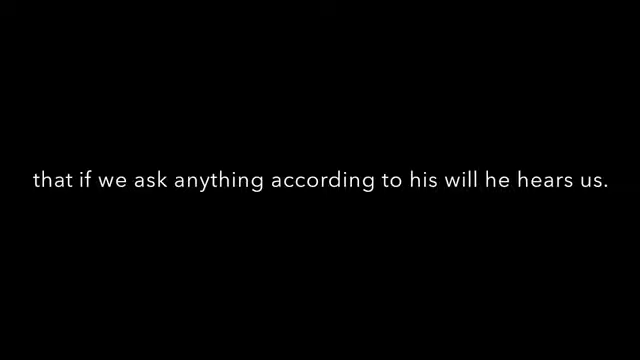 that if we ask anything according to his will he hears us.